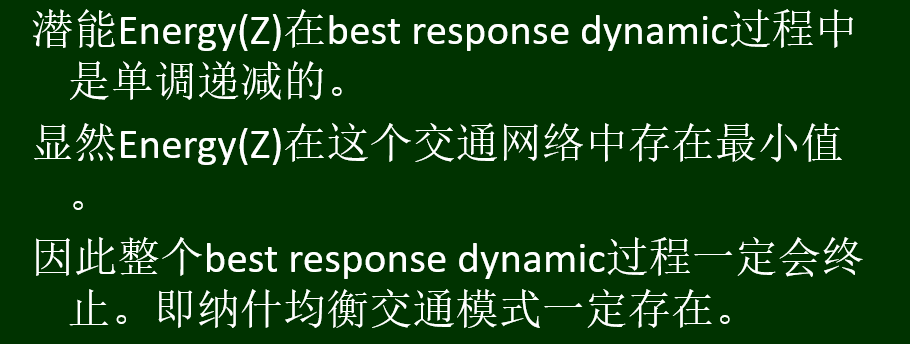 潜能Energy(Z)在best response dynamic过程中
是单调递减的。
显然Energy(Z)在这个交通网络中存在最小值
。
因此整个best response dynamic过程一定会终
止。即纳什均衡交通模式一定存在。